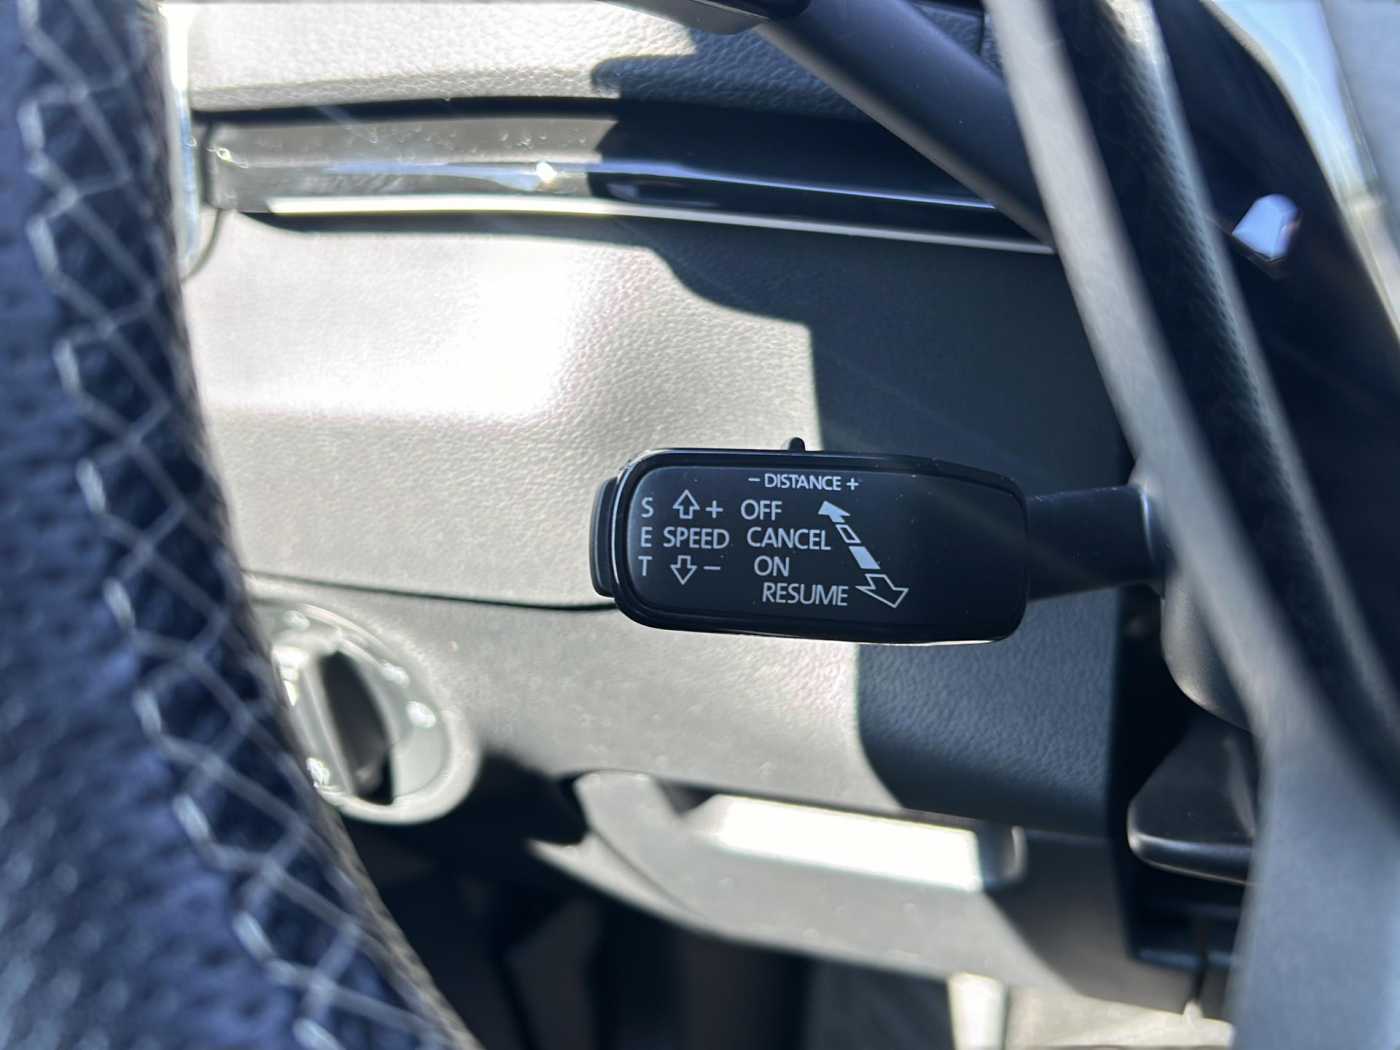 − DISTANCE +
S + OFF
E SPEED CANCEL
T − ON
RESUME